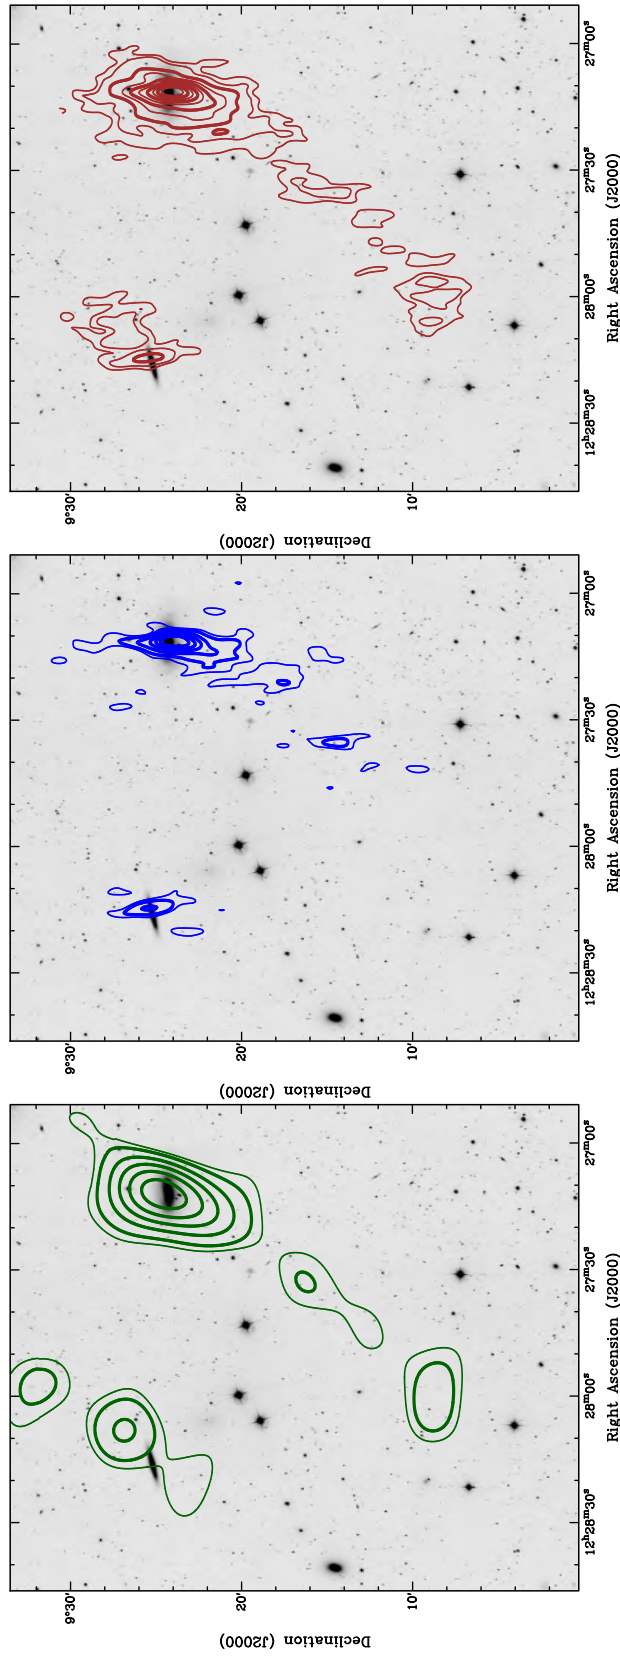 Declination (J2000)
9°30'
20'
10'
12ʰ28ᵐ30ˢ 28ᵐ00ˢ 27ᵐ30ˢ 27ᵐ00ˢ
Right Ascension (J2000)
Declination (J2000)
9°30'
20'
10'
12ʰ28ᵐ30ˢ 28ᵐ00ˢ 27ᵐ30ˢ 27ᵐ00ˢ
Right Ascension (J2000)
Declination (J2000)
9°30'
20'
10'
12ʰ28ᵐ30ˢ 28ᵐ00ˢ 27ᵐ30ˢ 27ᵐ00ˢ
Right Ascension (J2000)